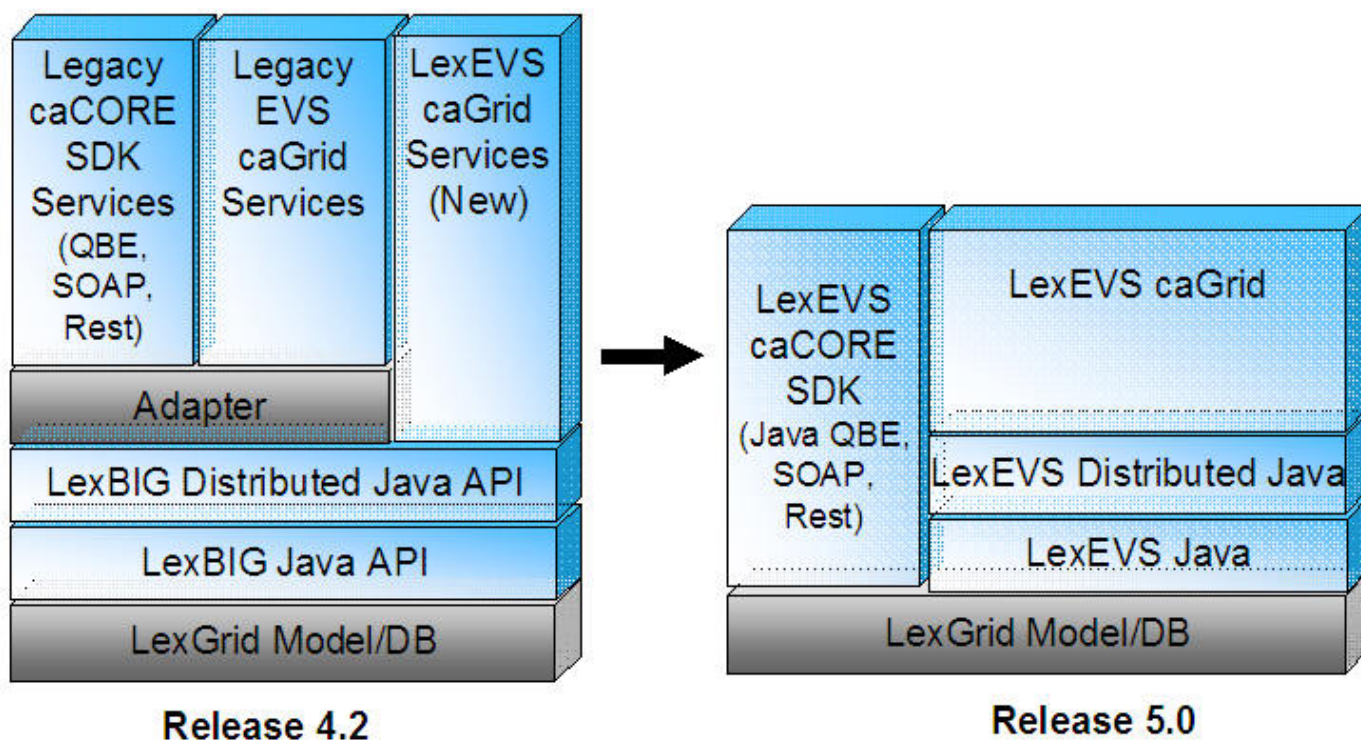 Legacy
caCORE
SDK
Services
(QBE,
SOAP,
Rest)
Legacy
EVS
caGrid
Services
LexEVS
caGrid
Services
(New)
Adapter
LexBIG Distributed Java API
LexBIG Java API
LexGrid Model/DB
Release 4.2
LexEVS
caCORE
SDK
(Java QBE,
SOAP,
Rest)
LexEVS caGrid
LexEVS Distributed Java
LexEVS Java
LexGrid Model/DB
Release 5.0